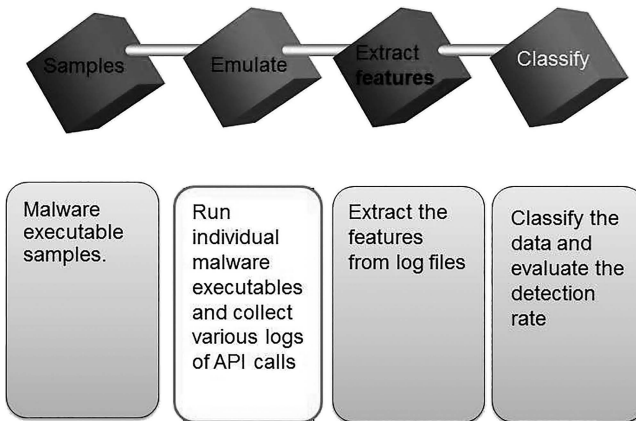 Samples
Emulate
Extract
features
Classify
Malware
executable
samples.
Run
individual
malware
executables
and collect
various logs
of API calls
Extract the
features
from log files
Classify the
data and
evaluate the
detection
rate